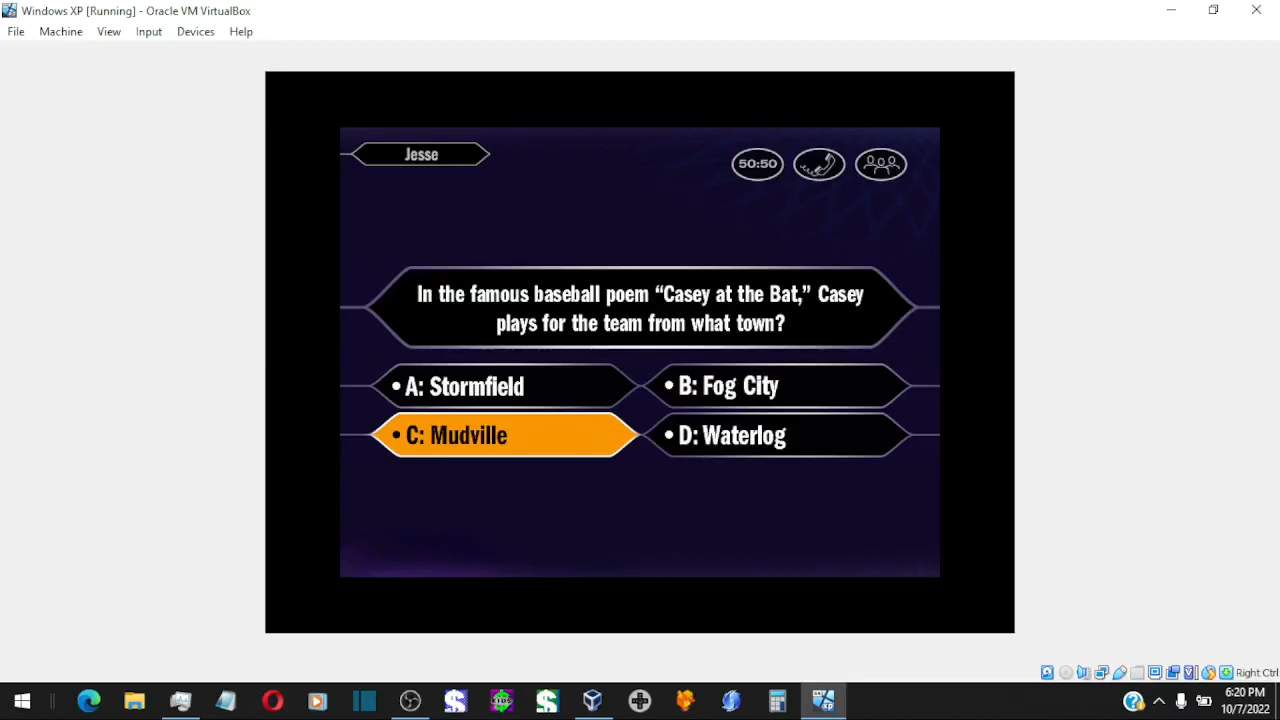 Windows XP [Running] - Oracle VM VirtualBox
File Machine View Input Devices Help
Jesse
50:50
In the famous baseball poem “Casey at the Bat,” Casey
plays for the team from what town?
• A: Stormfield
• B: Fog City
• C: Mudville
• D: Waterlog
Right Ctrl
6:20 PM
10/7/2022